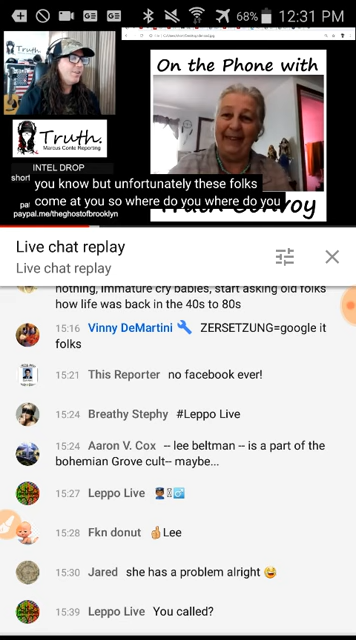 68% 12:31 PM
Truth.
On the Phone with
Truth.
Marcus Conte Reporting
INTEL DROP
short
you know but unfortunately these folks
come at you so where do you where do you
paypal.me/theghostofbrooklyn
Live chat replay
Live chat replay
nothing, immature cry babies, start asking old folks
how life was back in the 40s to 80s
15:16 Vinny DeMartini 🔧 ZERSETZUNG=google it
folks
15:21 This Reporter no facebook ever!
15:24 Breathy Stephy #Leppo Live
15:24 Aaron V. Cox -- lee beltman -- is a part of the
bohemian Grove cult-- maybe...
15:27 Leppo Live
15:28 Fkn donut ☝Lee
15:30 Jared she has a problem alright 😅
15:39 Leppo Live You called?